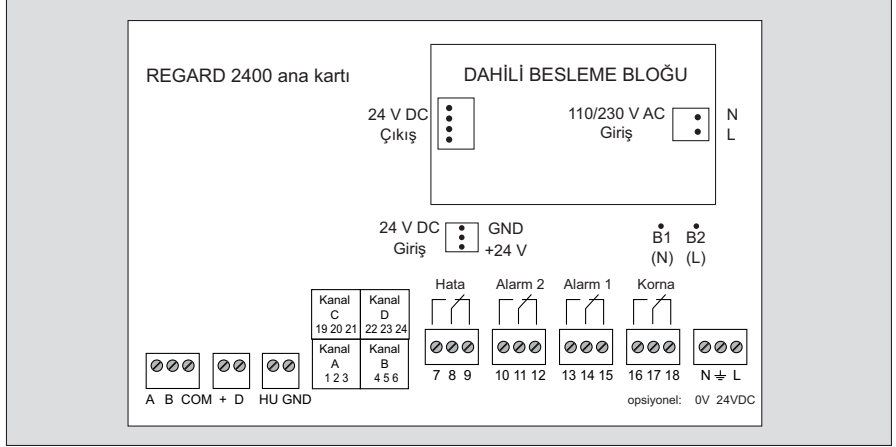 REGARD 2400 ana kartı
DAHİLİ BESLEME BLOĞU
24 V DC
Çıkış
110/230 V AC
Giriş
N
L
24 V DC
Giriş
GND
+24 V
B1
(N)
B2
(L)
Hata
Alarm 2
Alarm 1
Korna
Kanal
C
19 20 21
Kanal
D
22 23 24
Kanal
A
1 2 3
Kanal
B
4 5 6
7 8 9
10 11 12
13 14 15
16 17 18
N ⏚ L
A B COM
+ D
HU GND
opsiyonel: 0V 24VDC